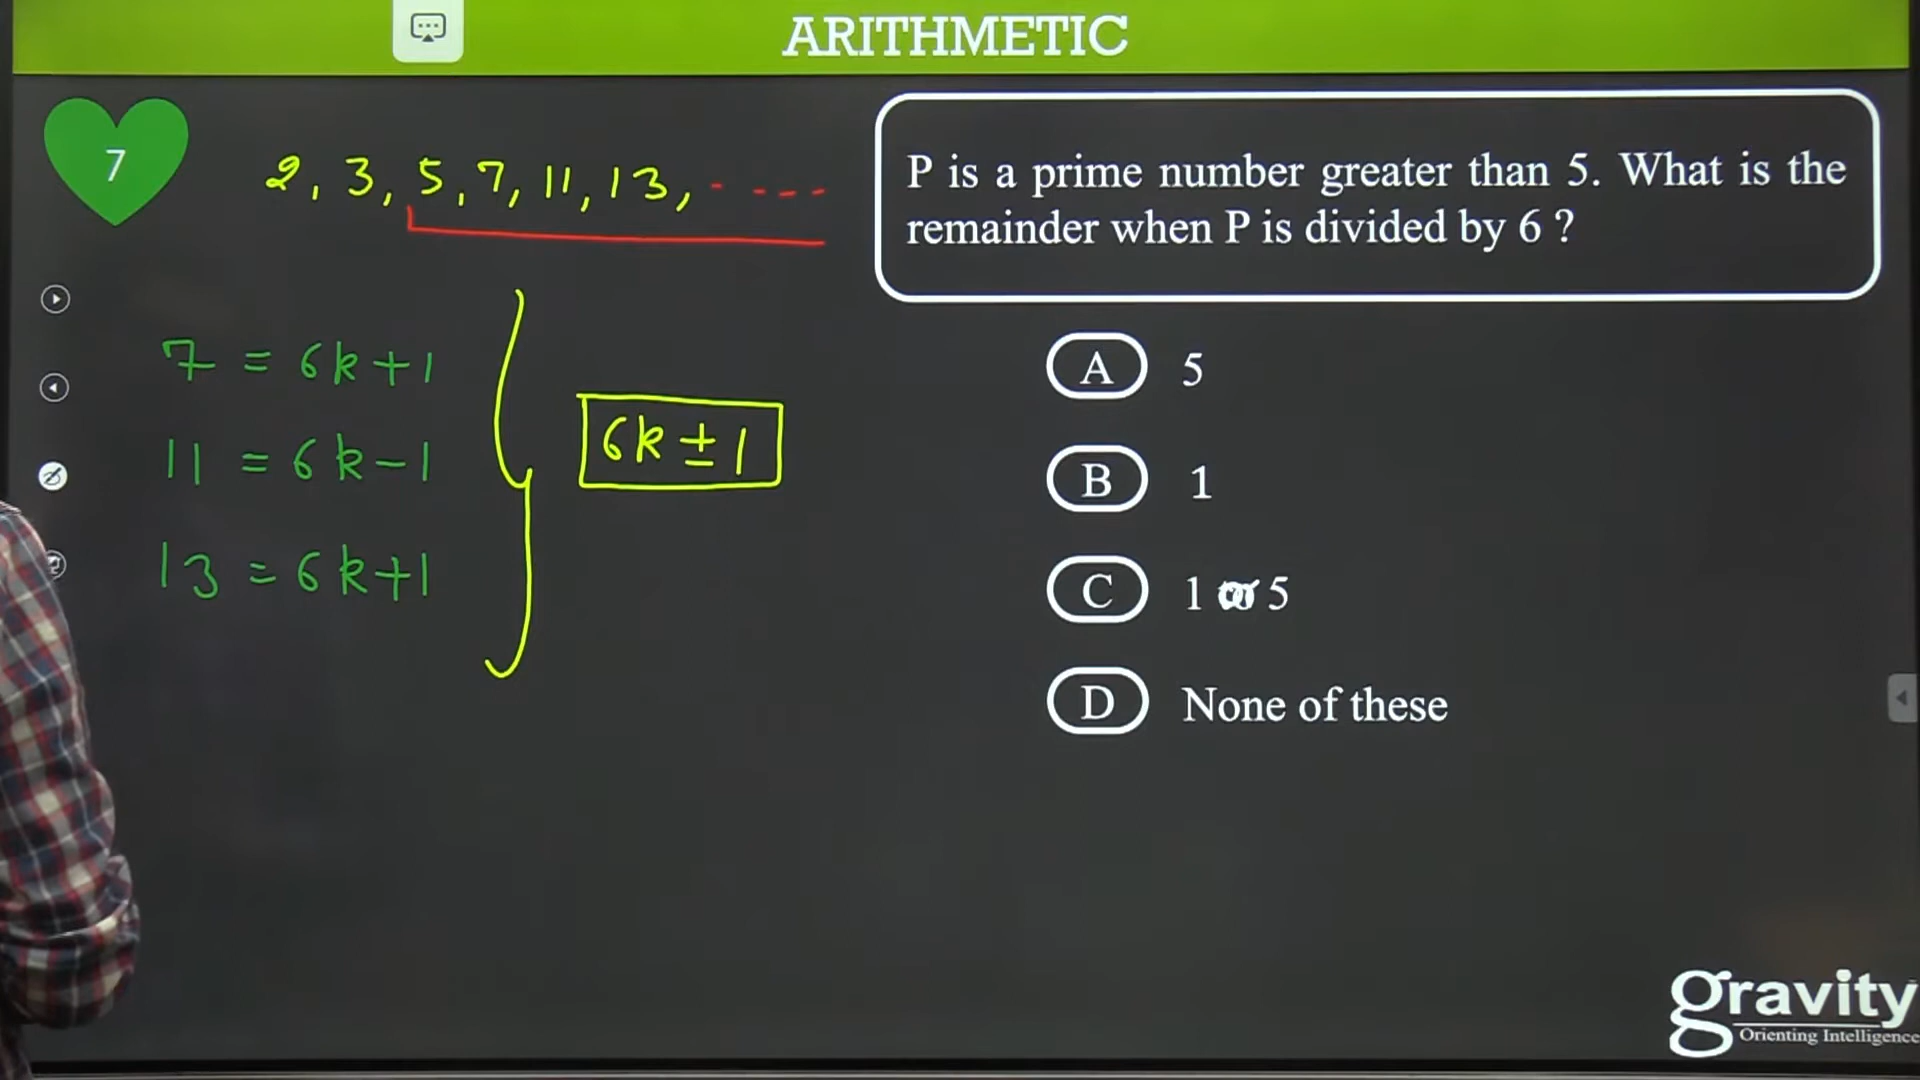 ARITHMETIC
7
2, 3, 5, 7, 11, 13, - - - -
P is a prime number greater than 5. What is the
remainder when P is divided by 6 ?
7 = 6k+1
11 = 6k-1
13 = 6k+1
6k ± 1
A 5
B 1
C 1 or 5
D None of these
gravity
Orienting Intelligence